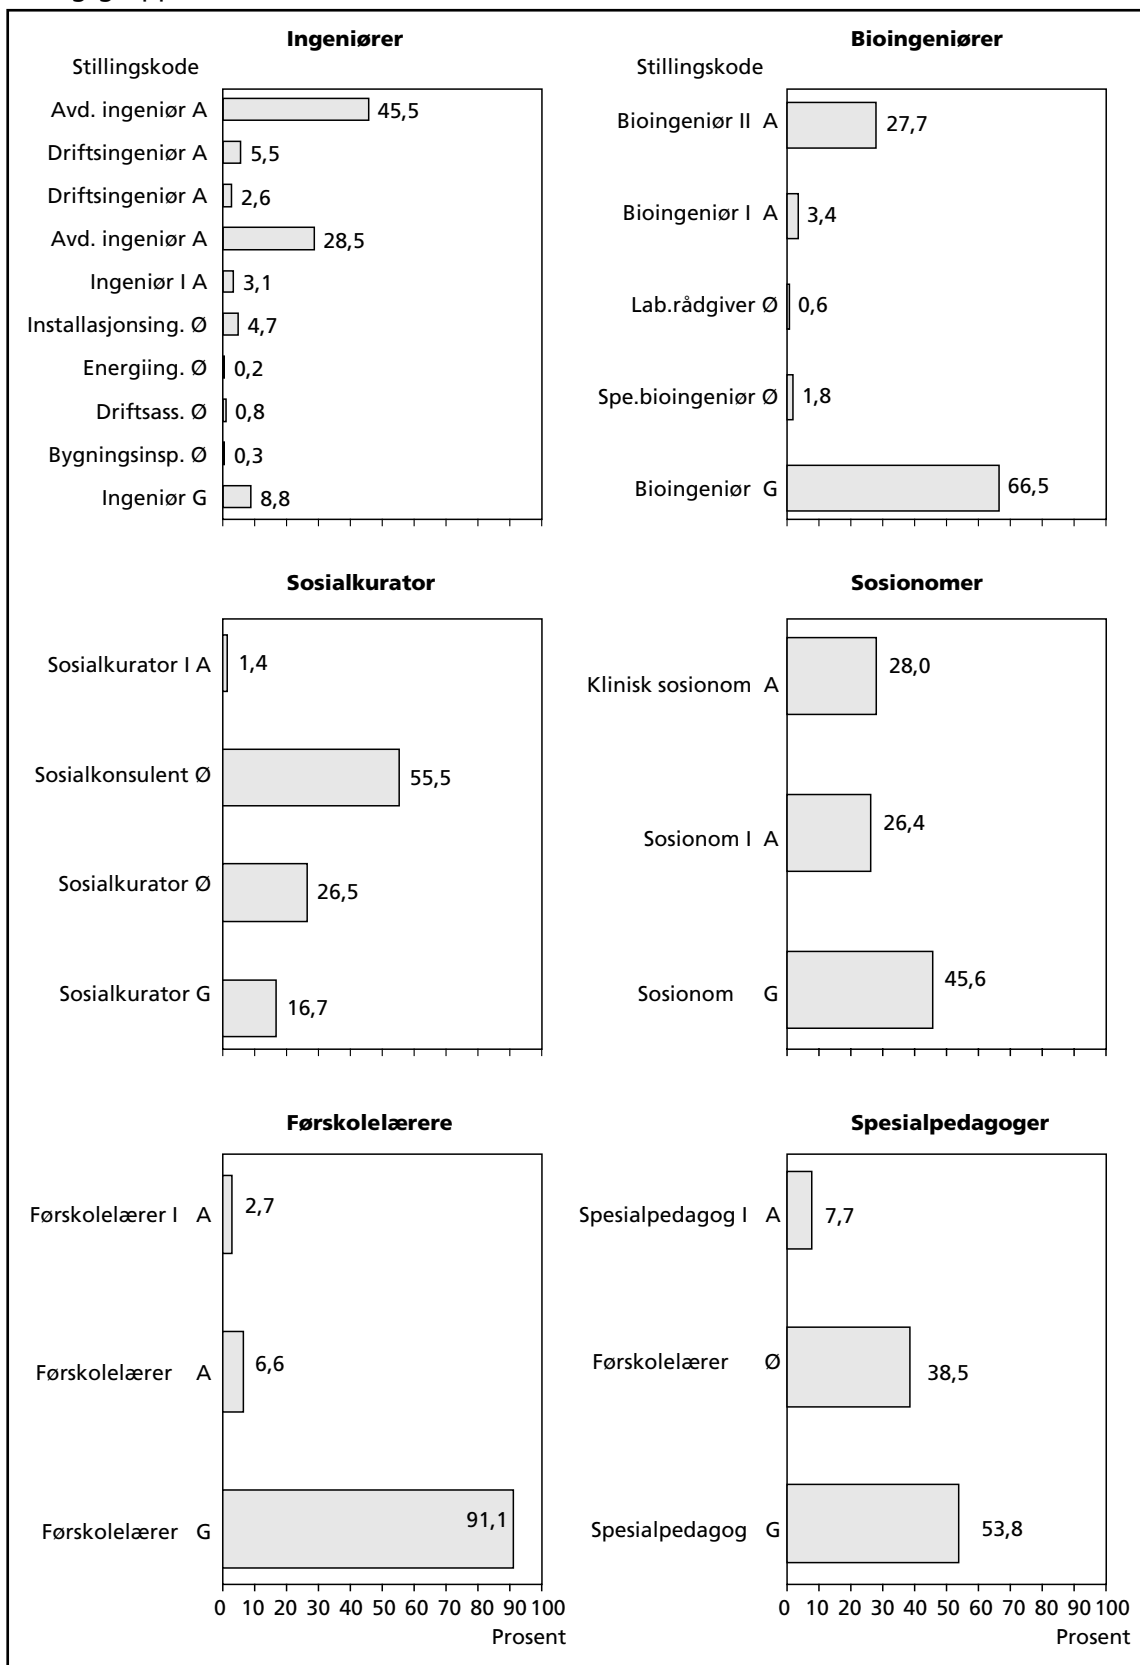 Ingeniører
Stillingskode
Avd. ingeniør A 45,5
Driftsingeniør A 5,5
Driftsingeniør A 2,6
Avd. ingeniør A 28,5
Ingeniør I A 3,1
Installasjonsing. Ø 4,7
Energiing. Ø 0,2
Driftsass. Ø 0,8
Bygningsinsp. Ø 0,3
Ingeniør G 8,8
Bioingeniører
Stillingskode
Bioingeniør II A 27,7
Bioingeniør I A 3,4
Lab.rådgiver Ø 0,6
Spe.bioingeniør Ø 1,8
Bioingeniør G 66,5
Sosialkurator
Sosialkurator I A 1,4
Sosialkonsulent Ø 55,5
Sosialkurator Ø 26,5
Sosialkurator G 16,7
Sosionomer
Klinisk sosionom A 28,0
Sosionom I A 26,4
Sosionom G 45,6
Førskolelærere
Førskolelærer I A 2,7
Førskolelærer A 6,6
Førskolelærer G 91,1
0 10 20 30 40 50 60 70 80 90 100
Prosent
Spesialpedagoger
Spesialpedagog I A 7,7
Førskolelærer Ø 38,5
Spesialpedagog G 53,8
0 10 20 30 40 50 60 70 80 90 100
Prosent